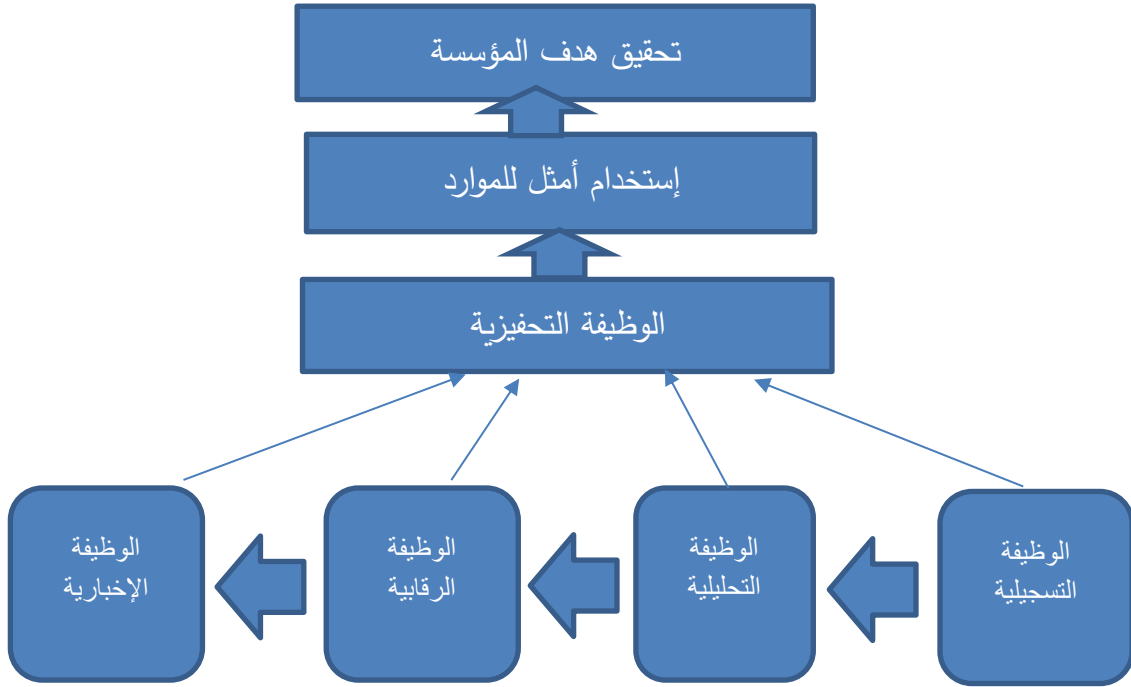 تحقيق هدف المؤسسة
إستخدام أمثل للموارد
الوظيفة التحفيزية
الوظيفة
التسجيلية
الوظيفة
التحليلية
الوظيفة
الرقابية
الوظيفة
الإخبارية